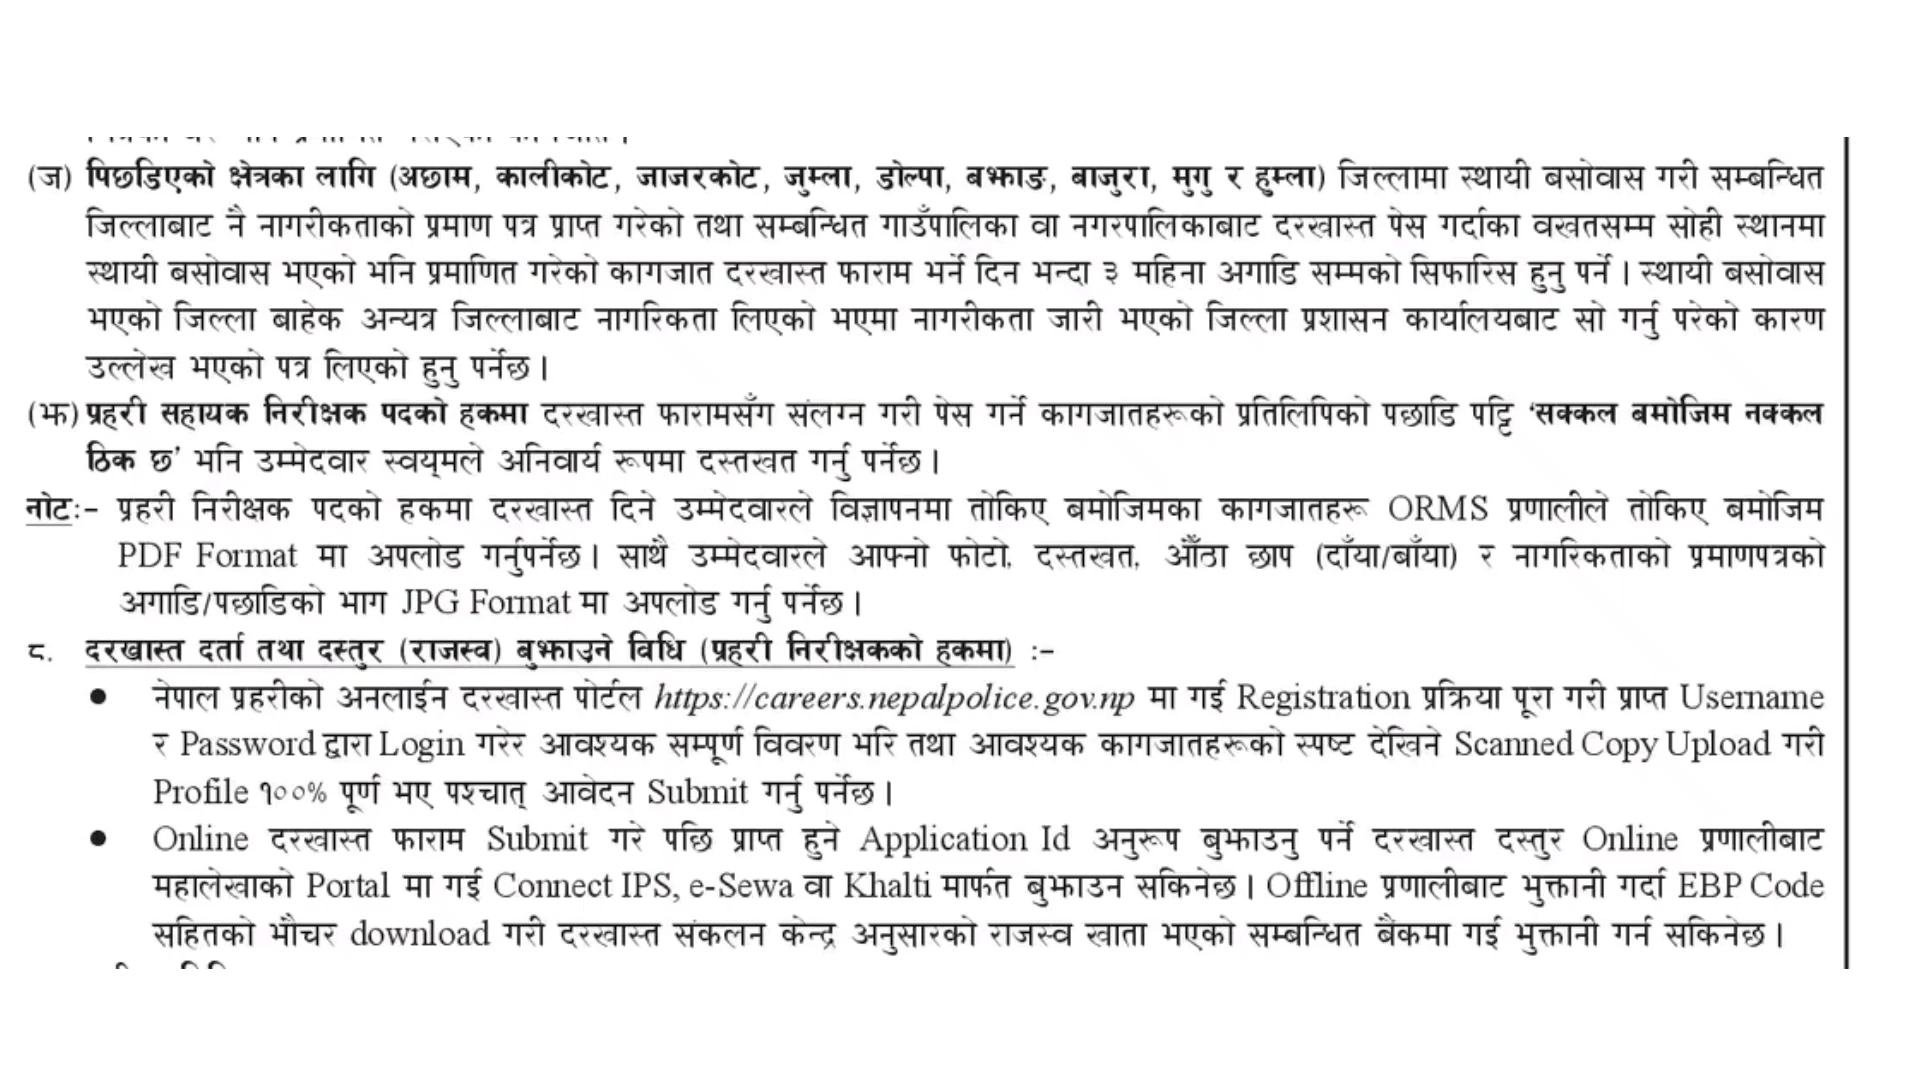 (ज) पिछडिएको क्षेत्रका लागि (अछाम, कालीकोट, जाजरकोट, जुम्ला, डोल्पा, बझाङ, बाजुरा, मुगु र हुम्ला) जिल्लामा स्थायी बसोवास गरी सम्बन्धित
जिल्लाबाट नै नागरीकताको प्रमाण पत्र प्राप्त गरेको तथा सम्बन्धित गाउँपालिका वा नगरपालिकाबाट दरखास्त पेस गर्दाका वखतसम्म सोही स्थानमा
स्थायी बसोवास भएको भनि प्रमाणित गरेको कागजात दरखास्त फाराम भर्ने दिन भन्दा ३ महिना अगाडि सम्मको सिफारिस हुनु पर्ने । स्थायी बसोवास
भएको जिल्ला बाहेक अन्यत्र जिल्लाबाट नागरिकता लिएको भएमा नागरीकता जारी भएको जिल्ला प्रशासन कार्यालयबाट सो गर्नु परेको कारण
उल्लेख भएको पत्र लिएको हुनु पर्नेछ ।
(झ) प्रहरी सहायक निरीक्षक पदको हकमा दरखास्त फारामसँग संलग्न गरी पेस गर्ने कागजातहरूको प्रतिलिपिको पछाडि पट्टि ‘सक्कल बमोजिम नक्कल
ठिक छ’ भनि उम्मेदवार स्वय्‌मले अनिवार्य रूपमा दस्तखत गर्नु पर्नेछ ।
नोटः– प्रहरी निरीक्षक पदको हकमा दरखास्त दिने उम्मेदवारले विज्ञापनमा तोकिए बमोजिमका कागजातहरू ORMS प्रणालीले तोकिए बमोजिम
PDF Format मा अपलोड गर्नुपर्नेछ । साथै उम्मेदवारले आफ्नो फोटो, दस्तखत, औँठा छाप (दाँया/बाँया) र नागरिकताको प्रमाणपत्रको
अगाडि/पछाडिको भाग JPG Format मा अपलोड गर्नु पर्नेछ ।
८. दरखास्त दर्ता तथा दस्तुर (राजस्व) बुझाउने विधि (प्रहरी निरीक्षकको हकमा) :–
● नेपाल प्रहरीको अनलाईन दरखास्त पोर्टल https://careers.nepalpolice.gov.np मा गई Registration प्रक्रिया पूरा गरी प्राप्त Username
र Password द्वारा Login गरेर आवश्यक सम्पूर्ण विवरण भरि तथा आवश्यक कागजातहरूको स्पष्ट देखिने Scanned Copy Upload गरी
Profile १००% पूर्ण भए पश्चात् आवेदन Submit गर्नु पर्नेछ ।
● Online दरखास्त फाराम Submit गरे पछि प्राप्त हुने Application Id अनुरूप बुझाउनु पर्ने दरखास्त दस्तुर Online प्रणालीबाट
महालेखाको Portal मा गई Connect IPS, e-Sewa वा Khalti मार्फत बुझाउन सकिनेछ । Offline प्रणालीबाट भुक्तानी गर्दा EBP Code
सहितको भौचर download गरी दरखास्त संकलन केन्द्र अनुसारको राजस्व खाता भएको सम्बन्धित बैंकमा गई भुक्तानी गर्न सकिनेछ ।